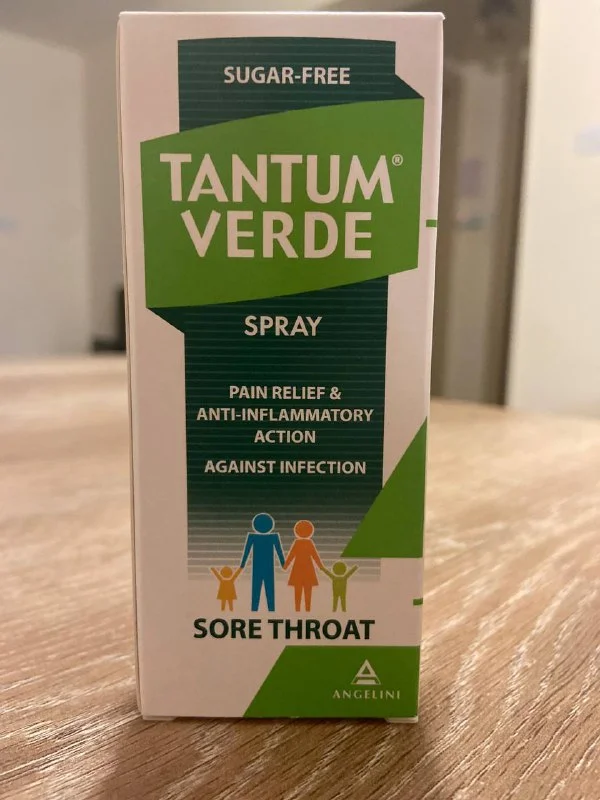 SUGAR-FREE
TANTUM®
VERDE
SPRAY
PAIN RELIEF &
ANTI-INFLAMMATORY
ACTION
AGAINST INFECTION
SORE THROAT
ANGELINI